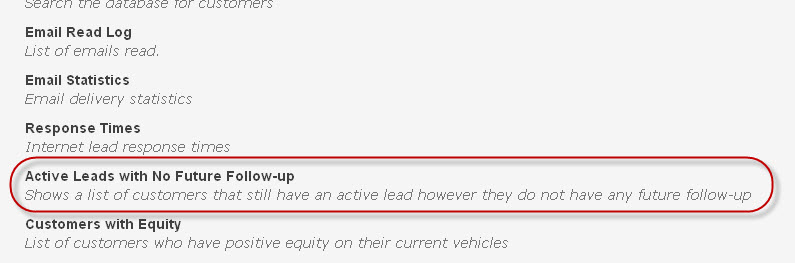 Search the database for customers
Email Read Log
List of emails read.
Email Statistics
Email delivery statistics
Response Times
Internet lead response times
Active Leads with No Future Follow-up
Shows a list of customers that still have an active lead however they do not have any future follow-up
Customers with Equity
List of customers who have positive equity on their current vehicles